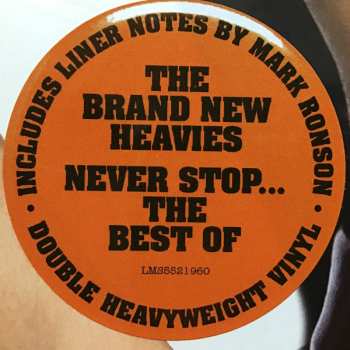 • INCLUDES LINER NOTES BY MARK RONSON •
THE
BRAND NEW
HEAVIES
NEVER STOP...
THE
BEST OF
LMS5521960
DOUBLE HEAVYWEIGHT VINYL